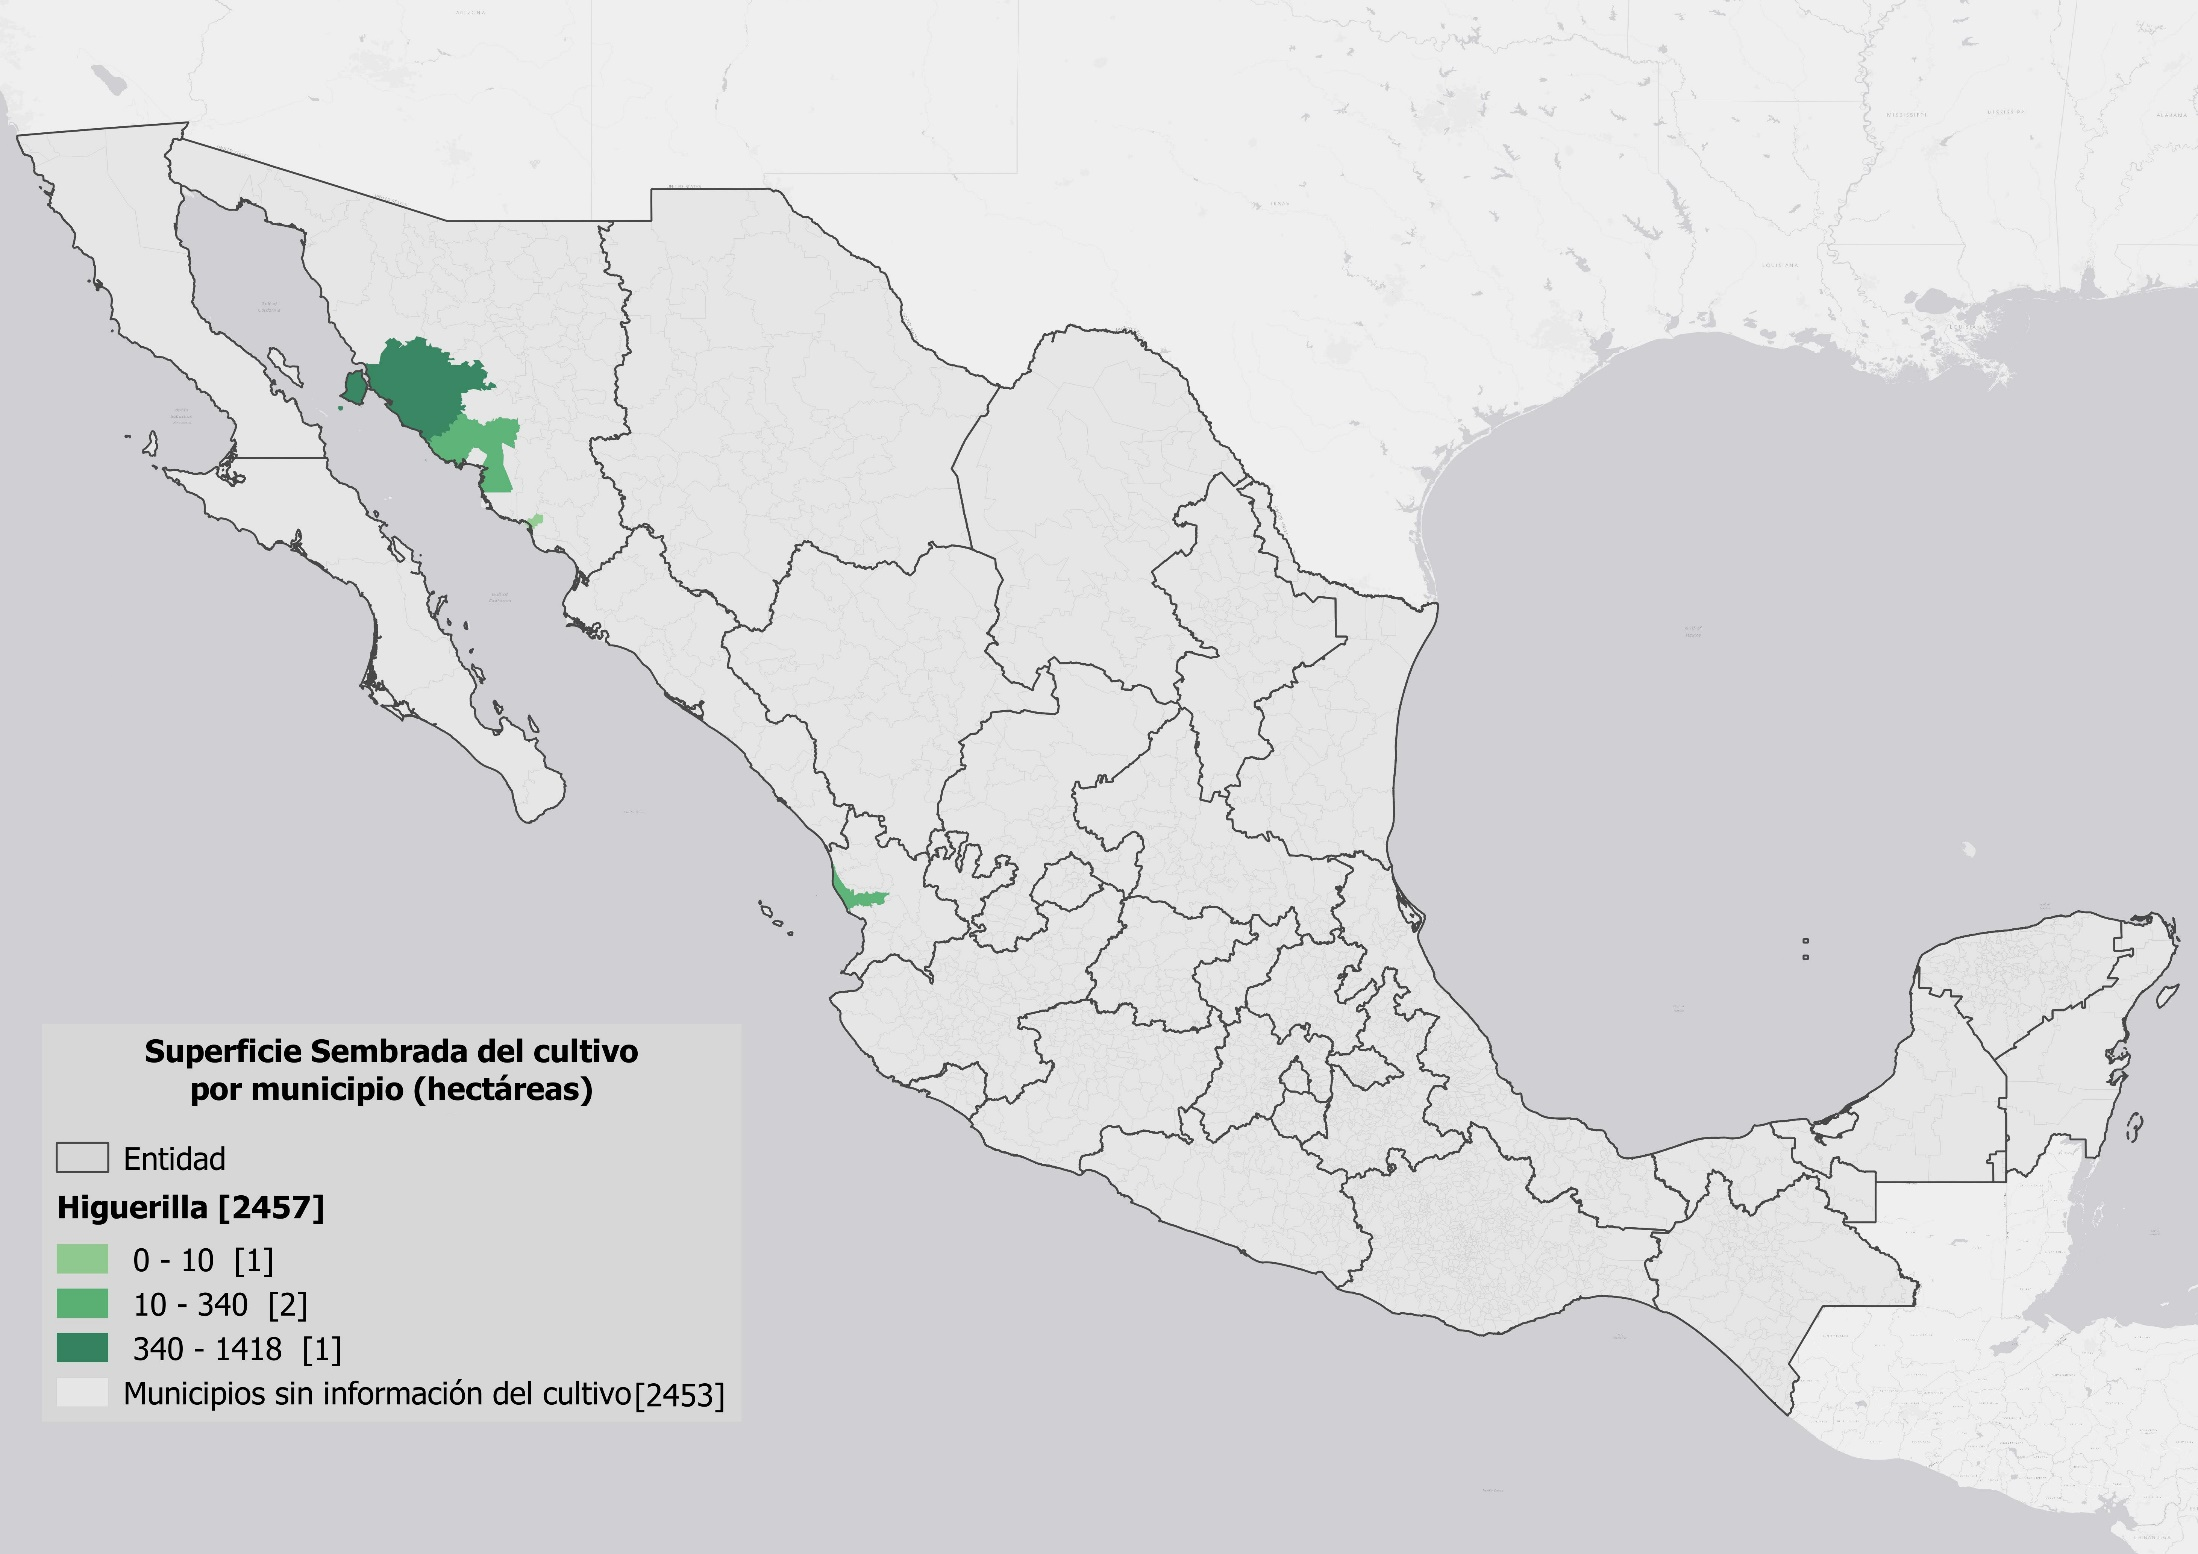 Superficie Sembrada del cultivo
por municipio (hectáreas)
Entidad
Higuerilla [2457]
0 - 10 [1]
10 - 340 [2]
340 - 1418 [1]
Municipios sin información del cultivo[2453]